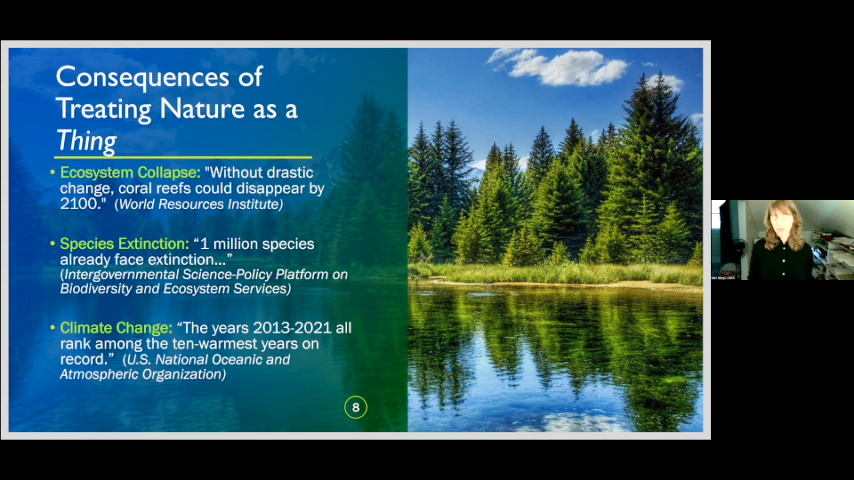 Consequences of
Treating Nature as a
Thing
• Ecosystem Collapse: "Without drastic
change, coral reefs could disappear by
2100." (World Resources Institute)
• Species Extinction: “1 million species
already face extinction…”
(Intergovernmental Science-Policy Platform on
Biodiversity and Ecosystem Services)
• Climate Change: “The years 2013-2021 all
rank among the ten-warmest years on
record.” (U.S. National Oceanic and
Atmospheric Organization)
8